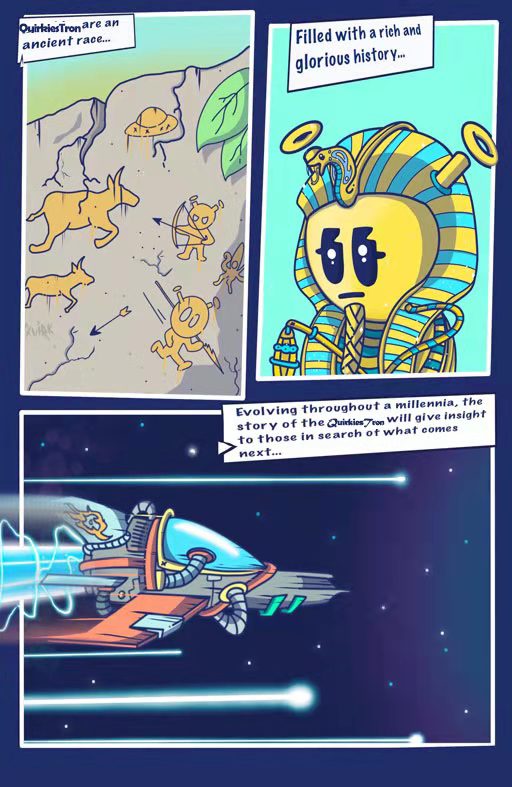 QuirkiesTron are an
ancient race...
Filled with a rich and
glorious history...
QUIRK
Evolving throughout a millennia, the
story of the QuirkiesTron will give insight
to those in search of what comes
next...